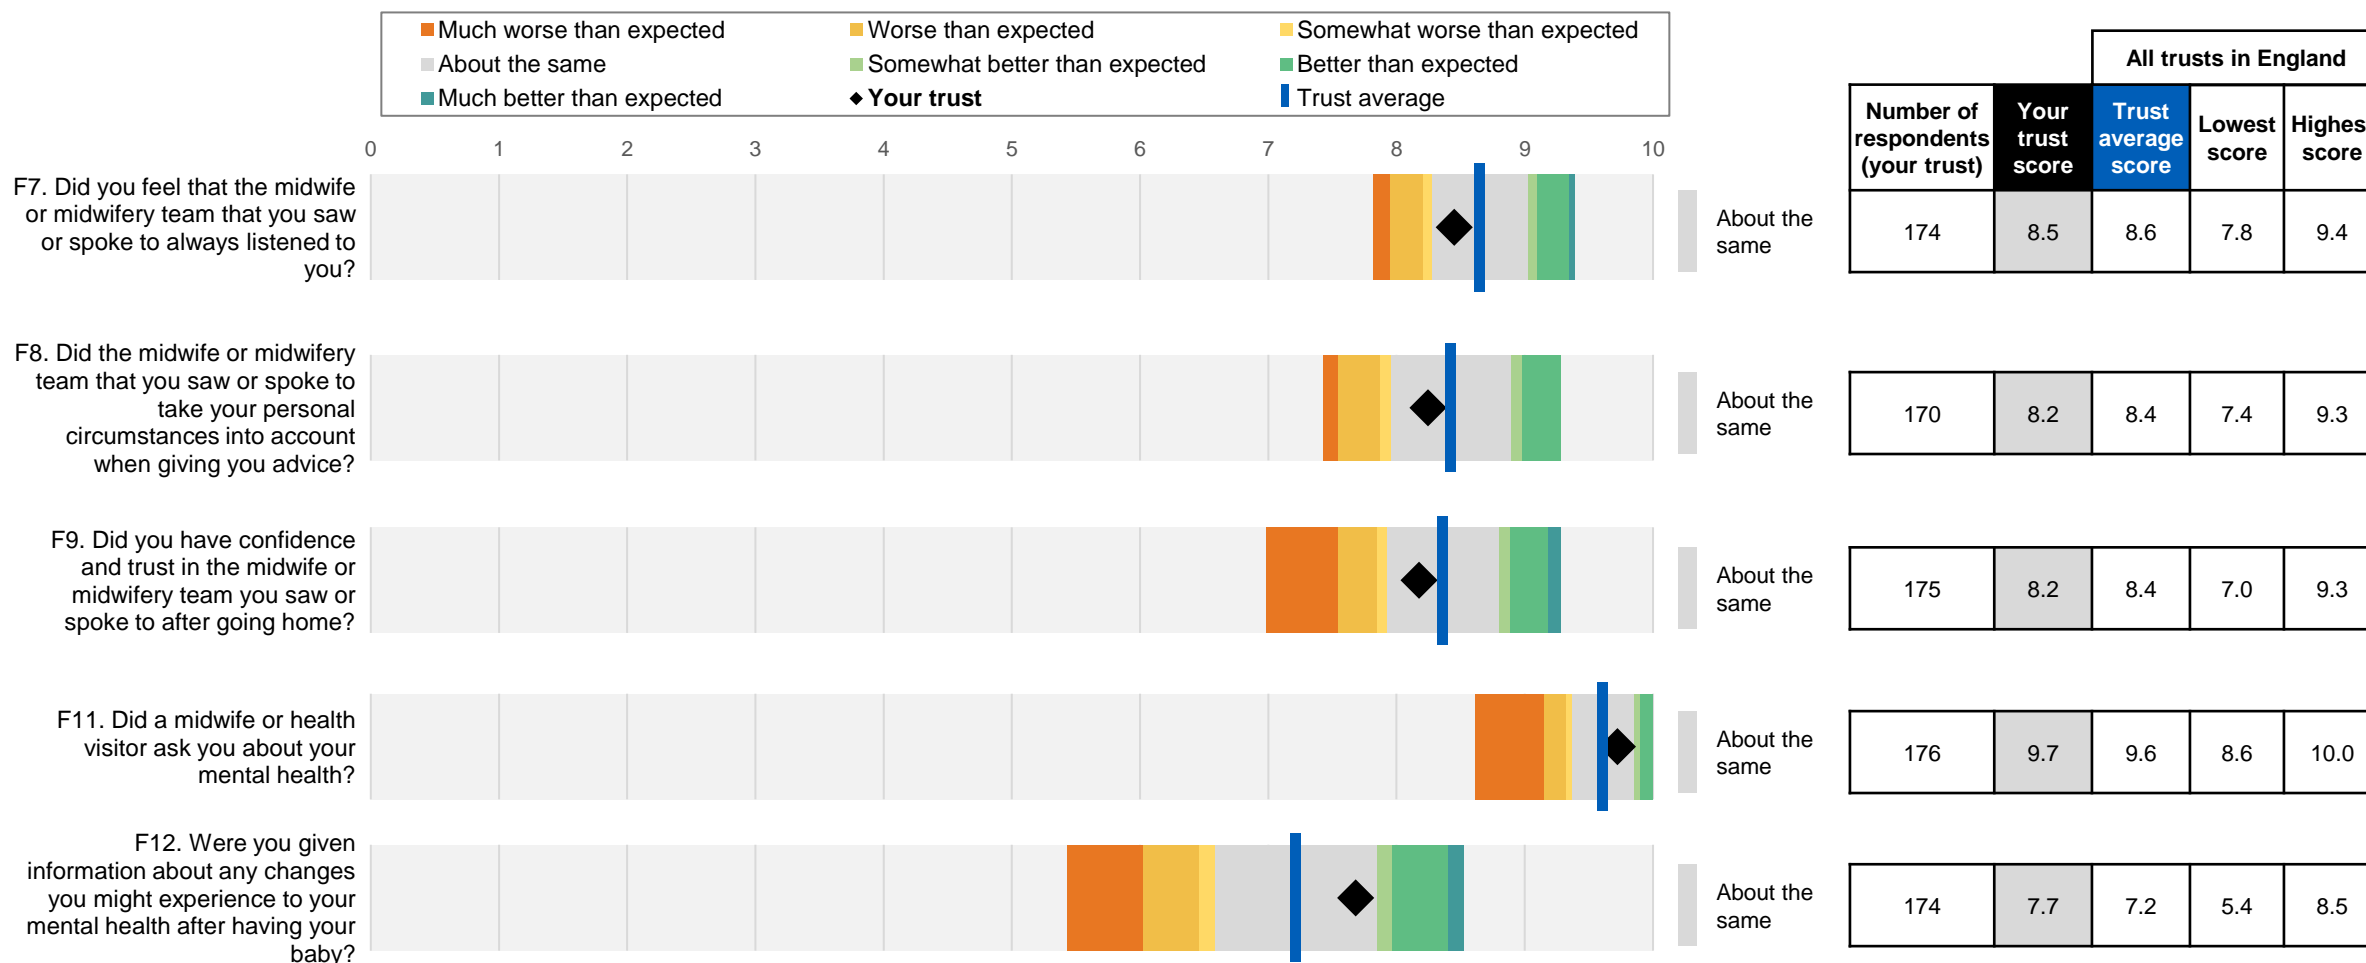 Much worse than expected
Worse than expected
Somewhat worse than expected
About the same
Somewhat better than expected
Better than expected
Much better than expected
Your trust
Trust average
All trusts in England
Number of respondents (your trust)
Your trust score
Trust average score
Lowest score
Highes score
0 1 2 3 4 5 6 7 8 9 10
F7. Did you feel that the midwife
or midwifery team that you saw
or spoke to always listened to
you?
About the
same
174 8.5 8.6 7.8 9.4
F8. Did the midwife or midwifery
team that you saw or spoke to
take your personal
circumstances into account
when giving you advice?
About the
same
170 8.2 8.4 7.4 9.3
F9. Did you have confidence
and trust in the midwife or
midwifery team you saw or
spoke to after going home?
About the
same
175 8.2 8.4 7.0 9.3
F11. Did a midwife or health
visitor ask you about your
mental health?
About the
same
176 9.7 9.6 8.6 10.0
F12. Were you given
information about any changes
you might experience to your
mental health after having your
baby?
About the
same
174 7.7 7.2 5.4 8.5